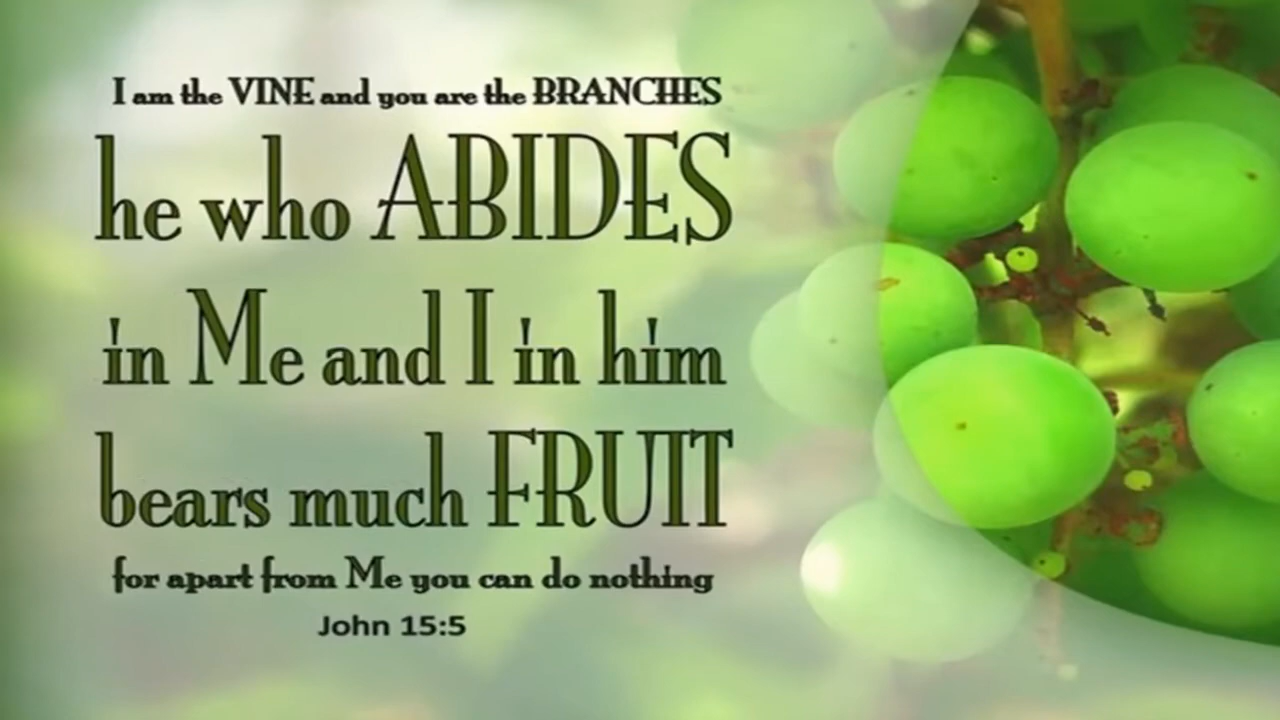 I am the VINE and you are the BRANCHES
he who ABIDES
in Me and I in him
bears much FRUIT
for apart from Me you can do nothing
John 15:5